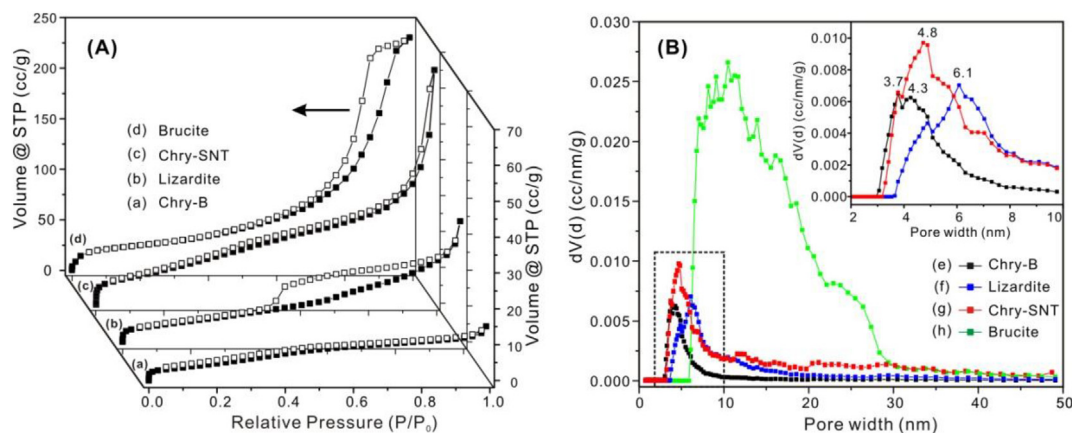 (A)
Volume @ STP (cc/g)
250
200
150
100
50
0
(d) Brucite
(c) Chry-SNT
(b) Lizardite
(a) Chry-B
(d)
(c)
(b)
(a)
70
60
50
40
30
20
10
0
Volume @ STP (cc/g)
0.0 0.2 0.4 0.6 0.8 1.0
Relative Pressure (P/P₀)
(B)
dV(d) (cc/nm/g)
0.030
0.025
0.020
0.015
0.010
0.005
0.000
0 10 20 30 40 50
Pore width (nm)
(e) Chry-B
(f) Lizardite
(g) Chry-SNT
(h) Brucite
dV(d) (cc/nm/g)
0.010
0.008
0.006
0.004
0.002
0.000
4.8
3.7
4.3
6.1
2 4 6 8 10
Pore width (nm)